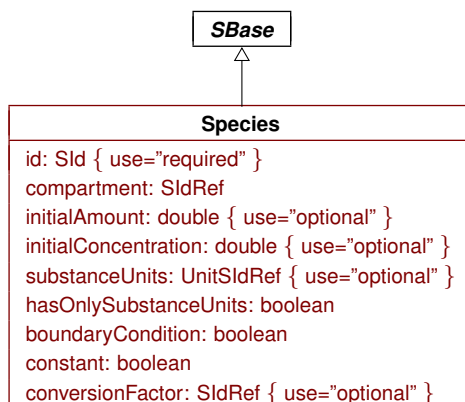 SBase
Species
id: SId { use="required" }
compartment: SIdRef
initialAmount: double { use="optional" }
initialConcentration: double { use="optional" }
substanceUnits: UnitSIdRef { use="optional" }
hasOnlySubstanceUnits: boolean
boundaryCondition: boolean
constant: boolean
conversionFactor: SIdRef { use="optional" }